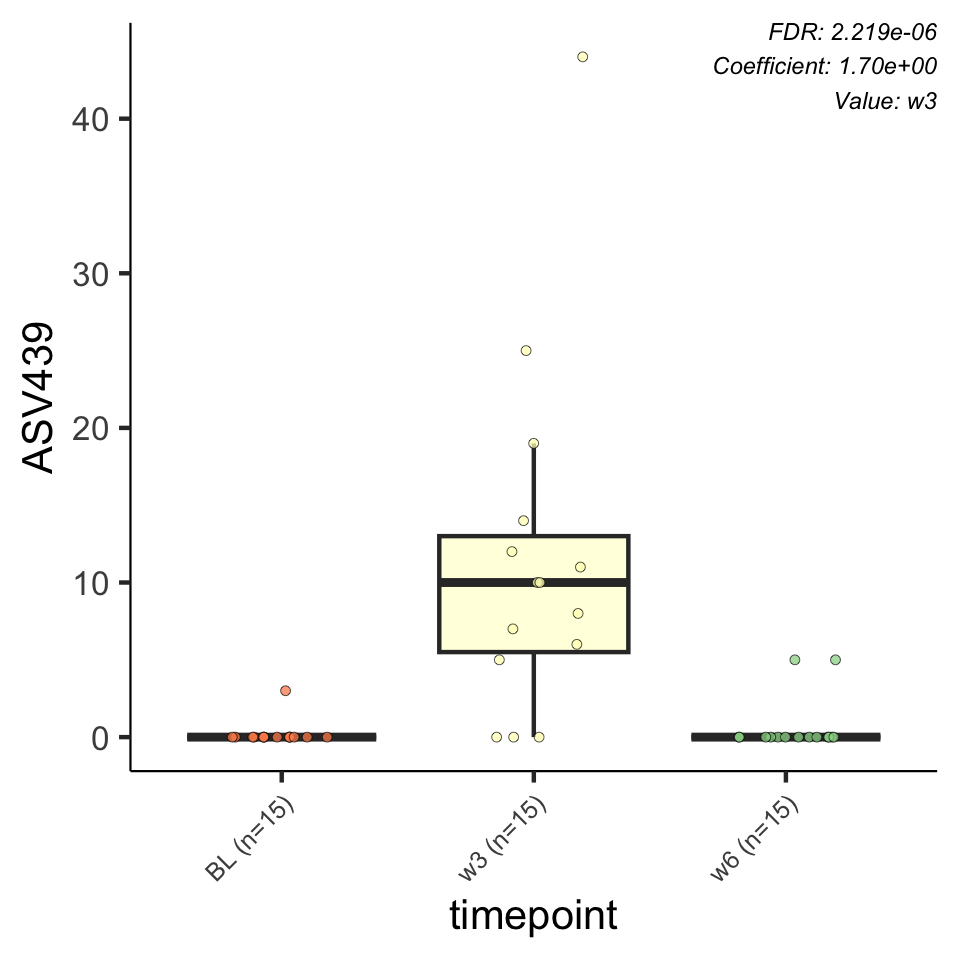 FDR: 2.219e-06
Coefficient: 1.70e+00
Value: w3
40
30
20
10
0
ASV439
BL (n=15)
w3 (n=15)
w6 (n=15)
timepoint